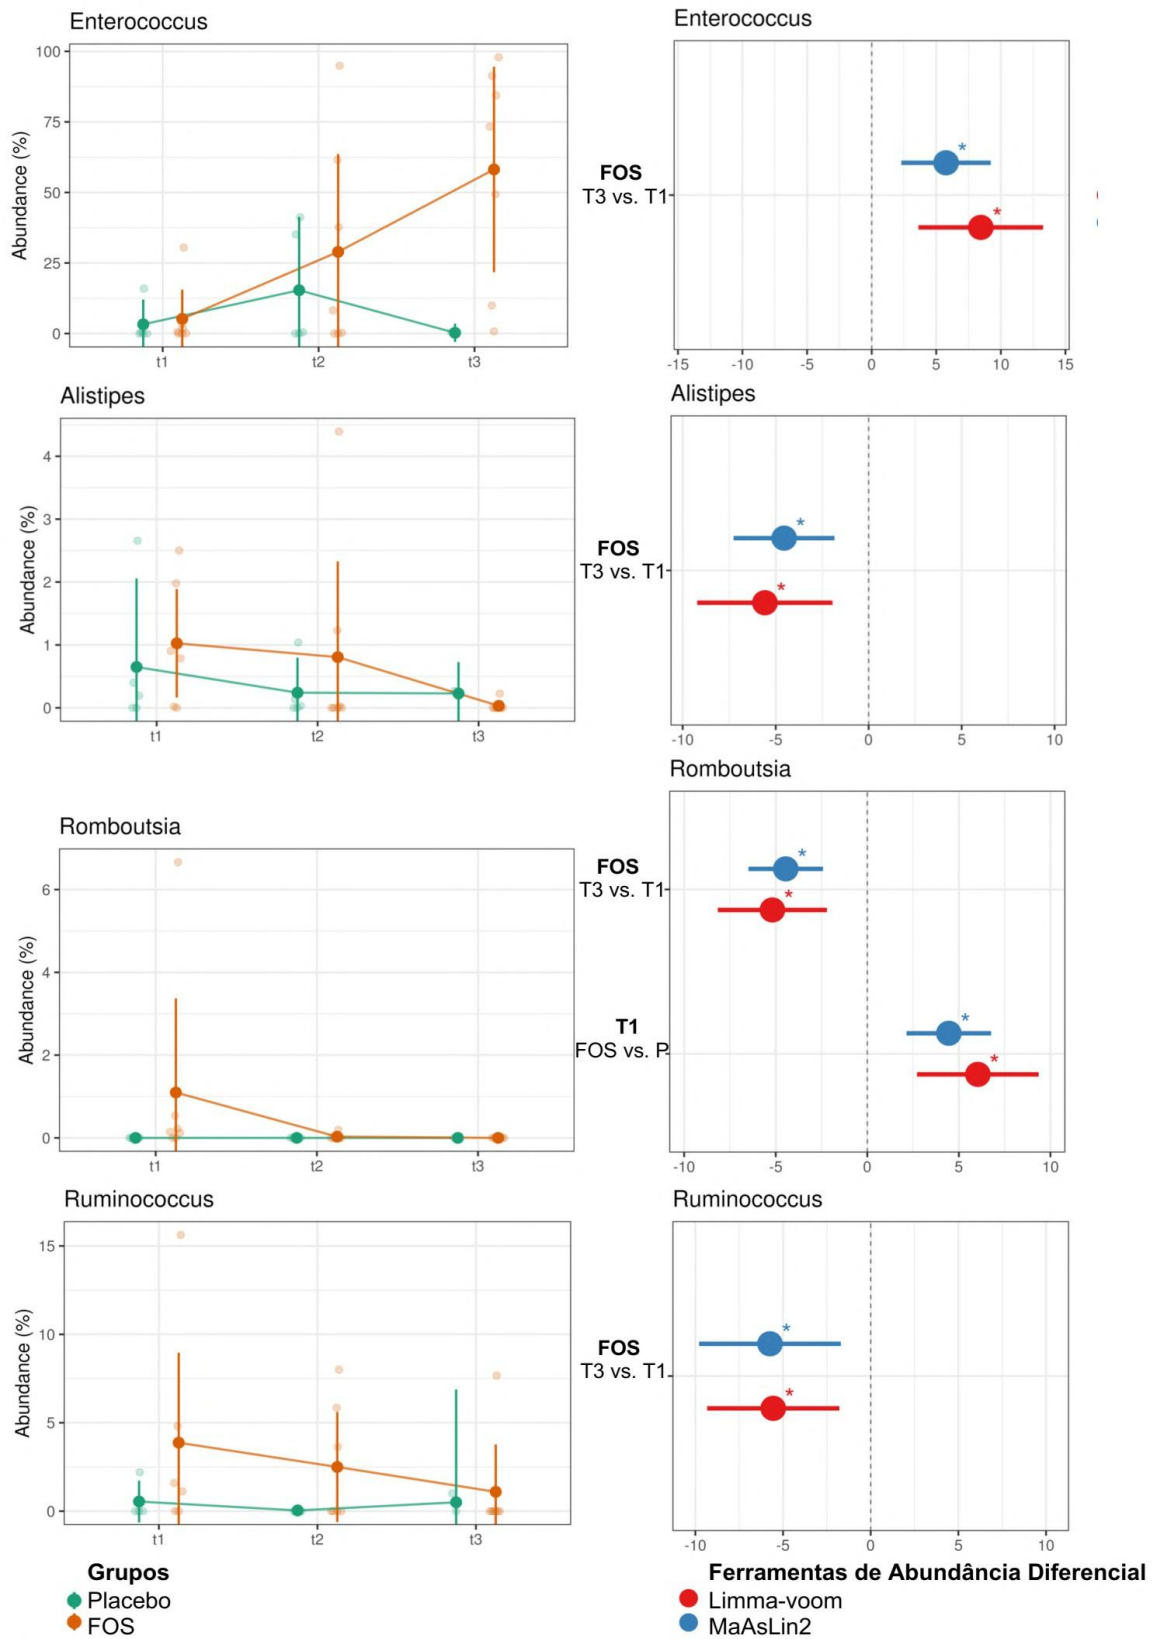 Enterococcus
100
75
50
25
0
Abundance (%)
t1
t2
t3
Enterococcus
FOS
T3 vs. T1
*
*
-15
-10
-5
0
5
10
15
Alistipes
4
3
2
1
0
Abundance (%)
t1
t2
t3
Alistipes
FOS
T3 vs. T1
*
*
-10
-5
0
5
10
Romboutsia
6
4
2
0
Abundance (%)
t1
t2
t3
Romboutsia
FOS
T3 vs. T1
*
*
T1
FOS vs. P
*
*
-10
-5
0
5
10
Ruminococcus
15
10
5
0
Abundance (%)
t1
t2
t3
Ruminococcus
FOS
T3 vs. T1
*
*
-10
-5
0
5
10
Grupos
Placebo
FOS
Ferramentas de Abundância Diferencial
Limma-voom
MaAsLin2